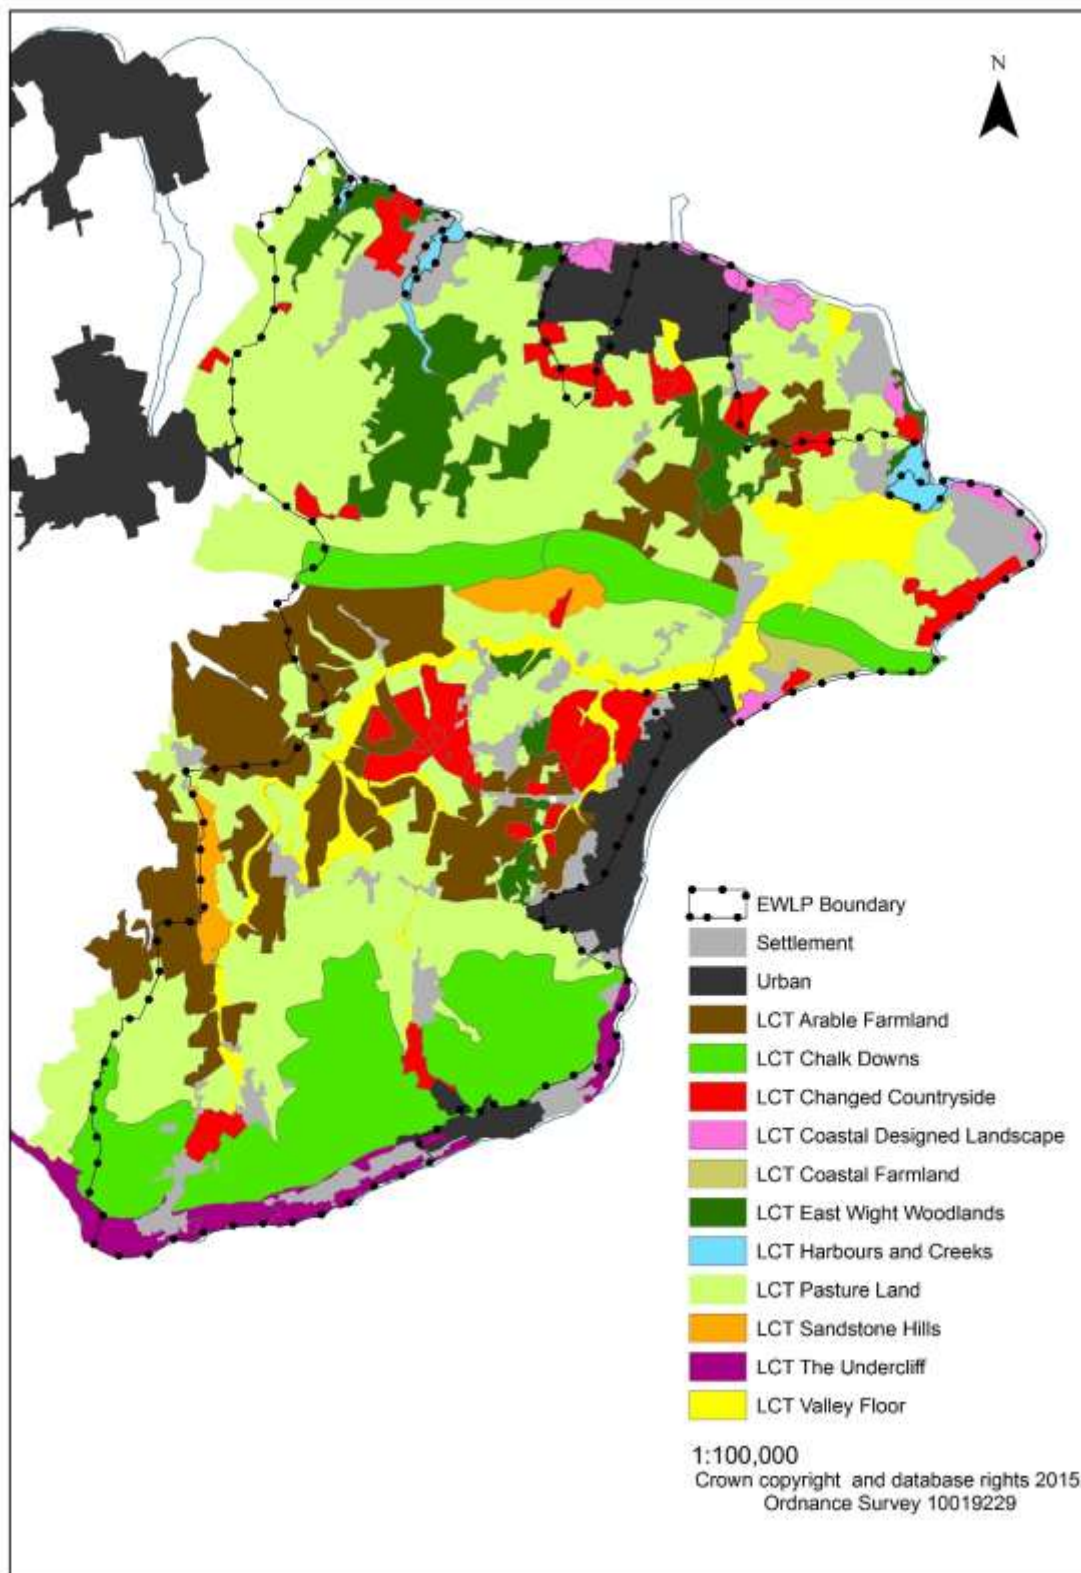 N
EWLP Boundary
Settlement
Urban
LCT Arable Farmland
LCT Chalk Downs
LCT Changed Countryside
LCT Coastal Designed Landscape
LCT Coastal Farmland
LCT East Wight Woodlands
LCT Harbours and Creeks
LCT Pasture Land
LCT Sandstone Hills
LCT The Undercliff
LCT Valley Floor
1:100,000
Crown copyright and database rights 2015
Ordnance Survey 10019229